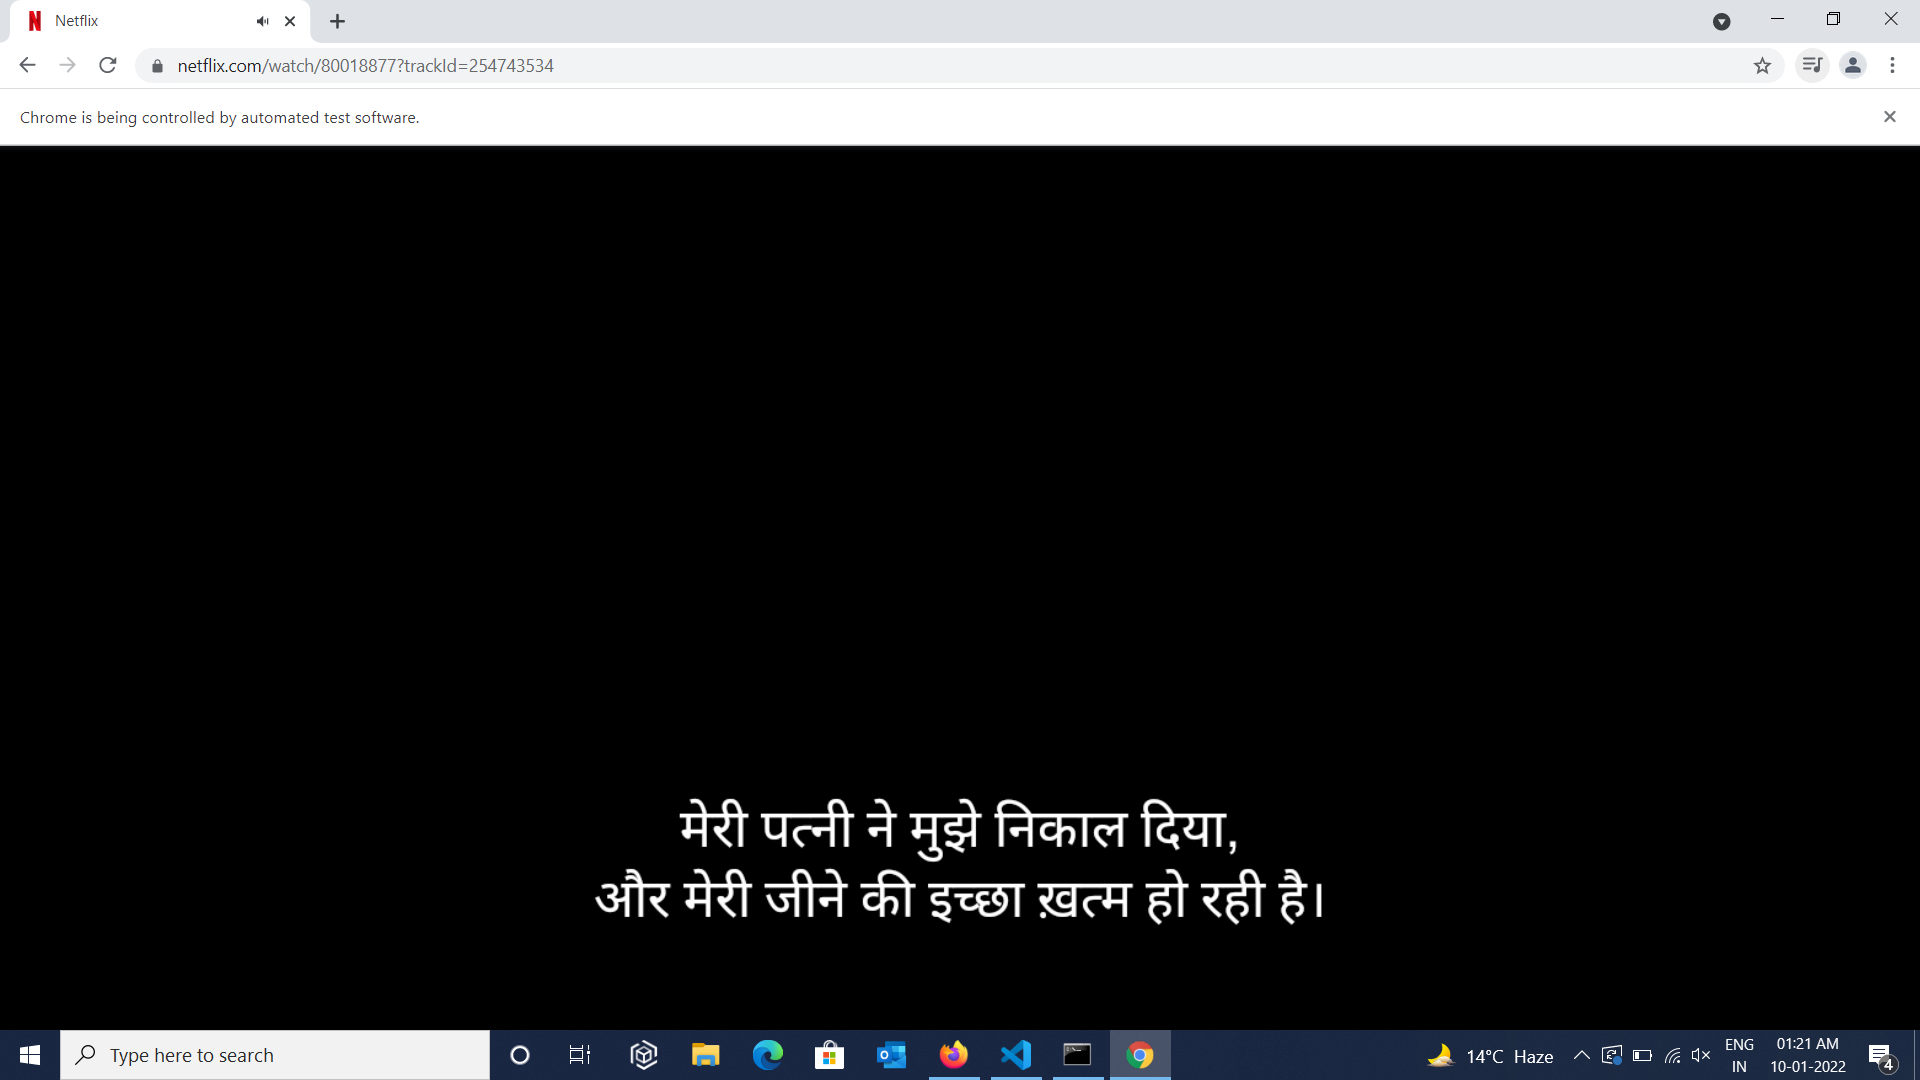 Netflix
netflix.com/watch/80018877?trackId=254743534
Chrome is being controlled by automated test software.
मेरी पत्नी ने मुझे निकाल दिया,
और मेरी जीने की इच्छा ख़त्म हो रही है।
Type here to search
14°C Haze
ENG
IN
01:21 AM
10-01-2022
4